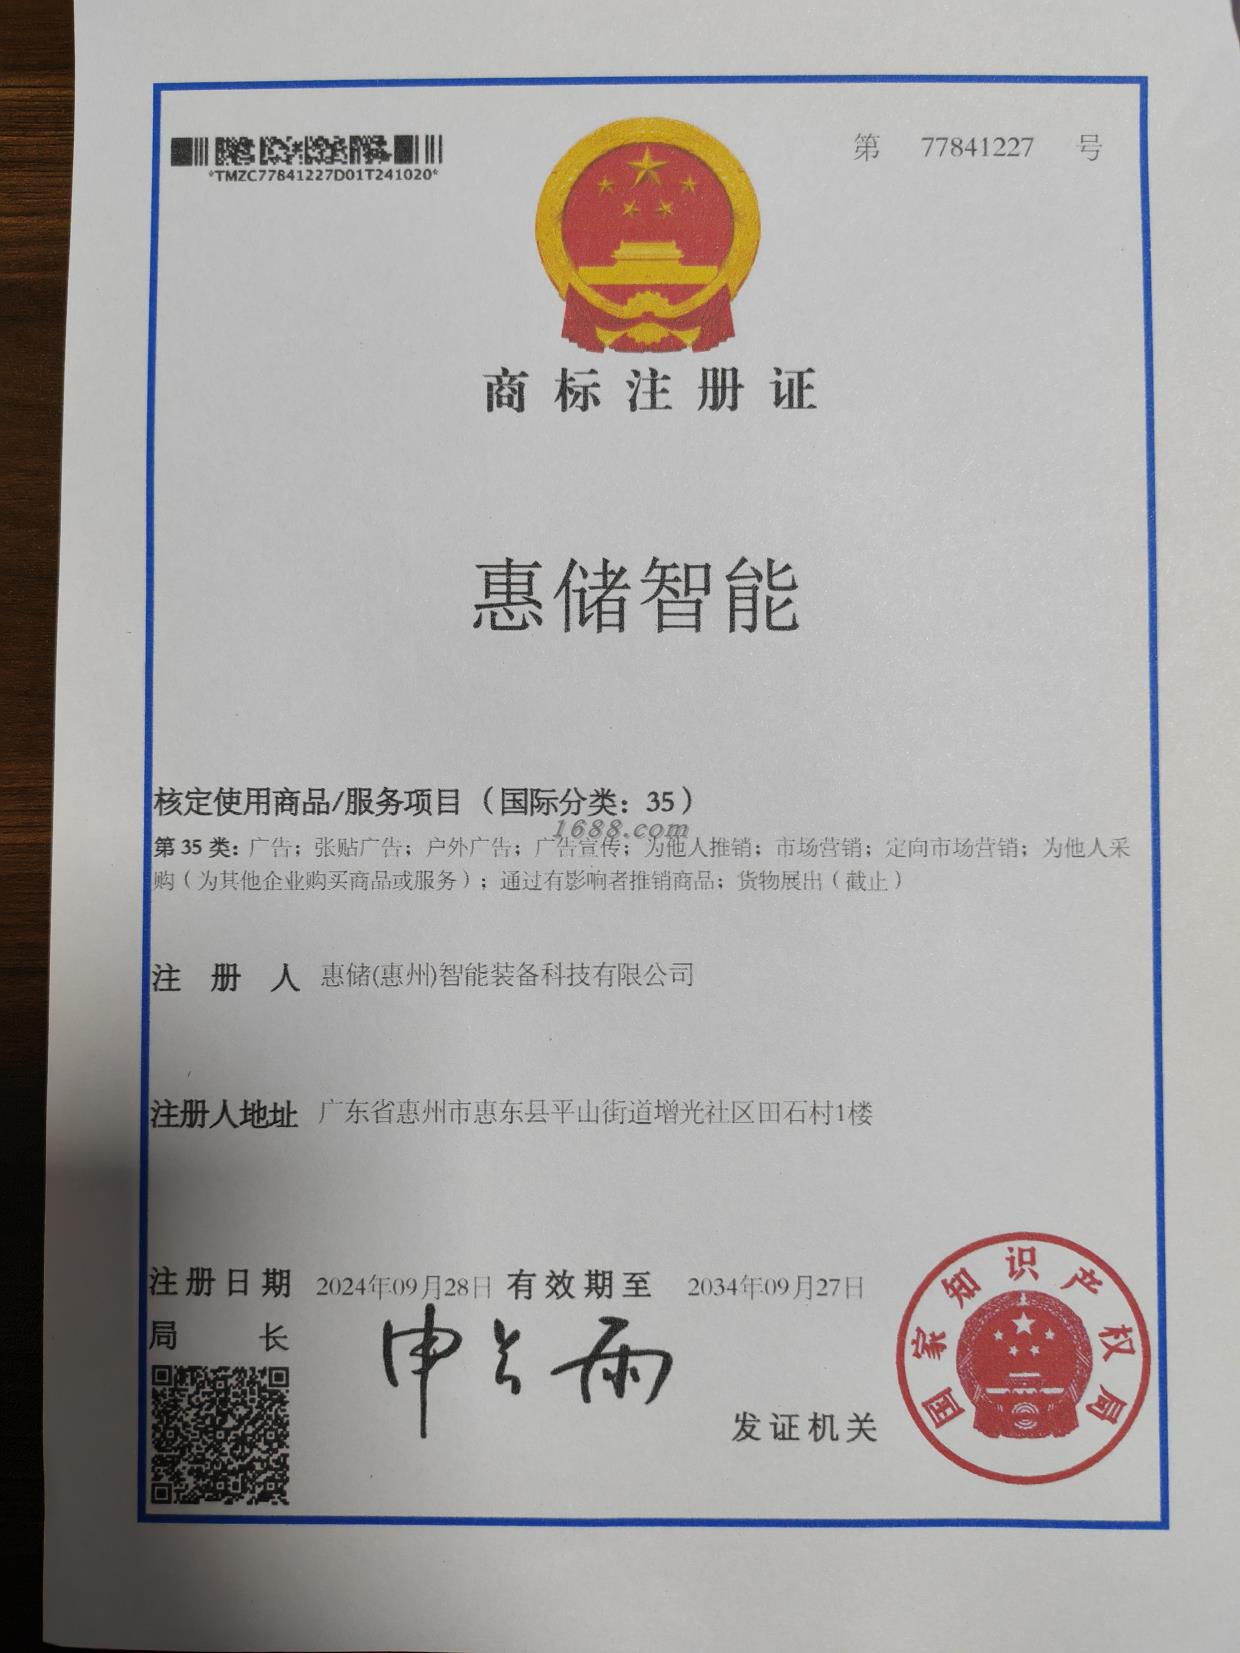 第 77841227 号
*TMZC77841227D01T241020*
商标注册证
惠储智能
核定使用商品/服务项目（国际分类：35）
1688.com
第 35 类：广告；张贴广告；户外广告；广告宣传；为他人推销；市场营销；定向市场营销；为他人采
购（为其他企业购买商品或服务）；通过有影响者推销商品；货物展出（截止）
注 册 人 惠储(惠州)智能装备科技有限公司
注册人地址 广东省惠州市惠东县平山街道增光社区田石村1楼
注册日期 2024年09月28日 有效期至 2034年09月27日
局 长 申长雨
发证机关
国家知识产权局